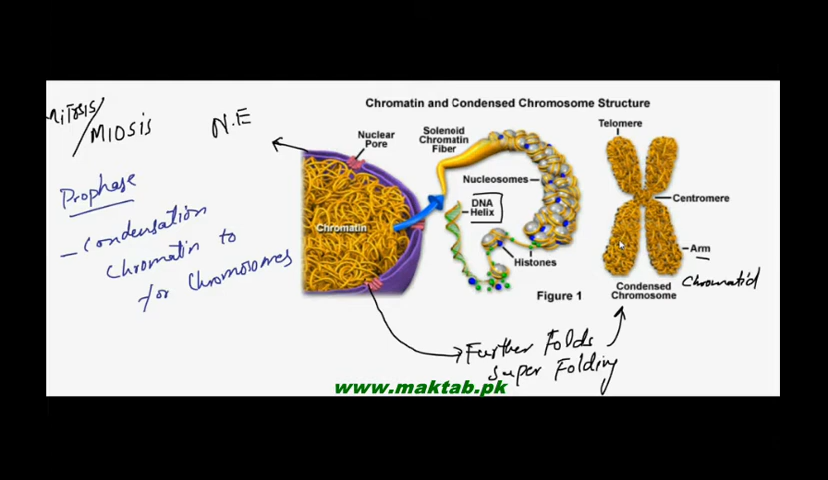 Chromatin and Condensed Chromosome Structure
MiTosis/
MIOSIS
N.E
Prophase
- Condensation
Chromatin to
for Chromosomes
Nuclear
Pore
Chromatin
Solenoid
Chromatin
Fiber
Nucleosomes
DNA
Helix
Histones
Figure 1
Telomere
Centromere
Arm
Chromatid
Condensed
Chromosome
Further Folds
Super Folding
www.maktab.pk